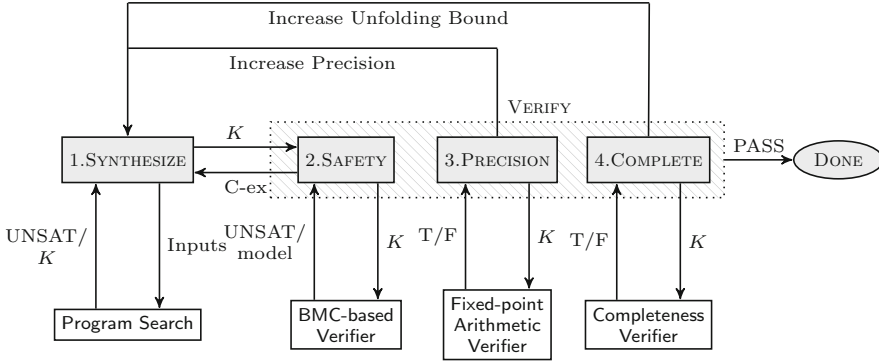 Increase Unfolding Bound
Increase Precision
VERIFY
K
PASS
1.SYNTHESIZE
2.SAFETY
3.PRECISION
4.COMPLETE
DONE
C-ex
UNSAT/
K
Inputs
UNSAT/
model
K
T/F
K
T/F
K
Program Search
BMC-based
Verifier
Fixed-point
Arithmetic
Verifier
Completeness
Verifier